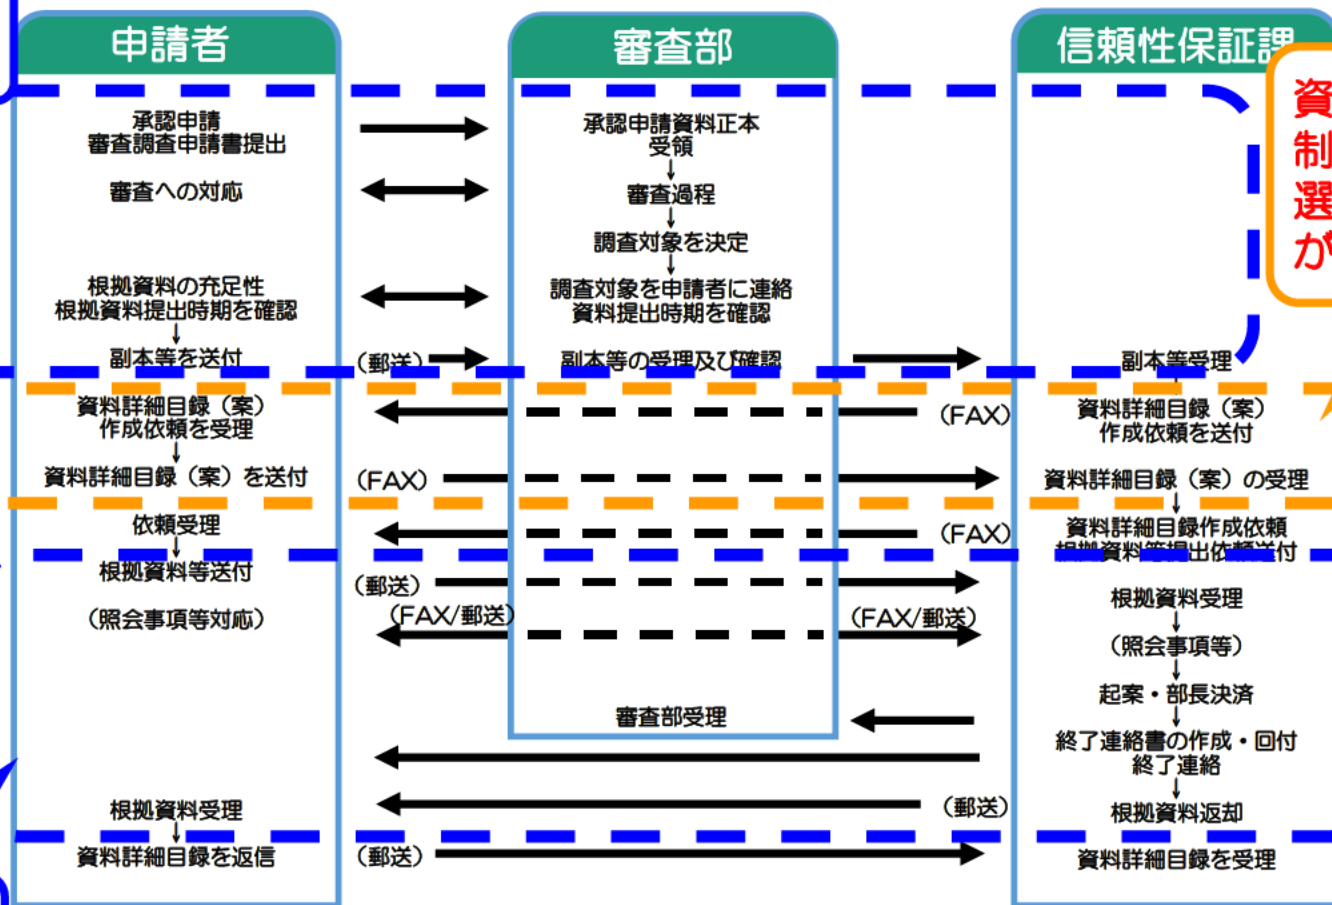 申請者
承認申請
審査調査申請書提出
審査への対応
根拠資料の充足性
根拠資料提出時期を確認
↓
副本等を送付
資料詳細目録（案）
作成依頼を受理
↓
資料詳細目録（案）を送付
依頼受理
↓
根拠資料等送付
（照会事項等対応）
根拠資料受理
↓
資料詳細目録を返信
（郵送）
（FAX）
（郵送）
（FAX/郵送）
（郵送）
審査部
承認申請資料正本
受領
↓
審査過程
↓
調査対象を決定
↓
調査対象を申請者に連絡
資料提出時期を確認
副本等の受理及び確認
審査部受理
（FAX）
（FAX）
（FAX/郵送）
（郵送）
信頼性保証課
副本等受理
資料詳細目録（案）
作成依頼を送付
資料詳細目録（案）の受理
↓
資料詳細目録作成依頼
根拠資料等提出依頼送付
根拠資料受理
↓
（照会事項等）
↓
起案・部長決済
↓
終了連絡書の作成・回付
終了連絡
↓
根拠資料返却
資料詳細目録を受理
資
制
選
が